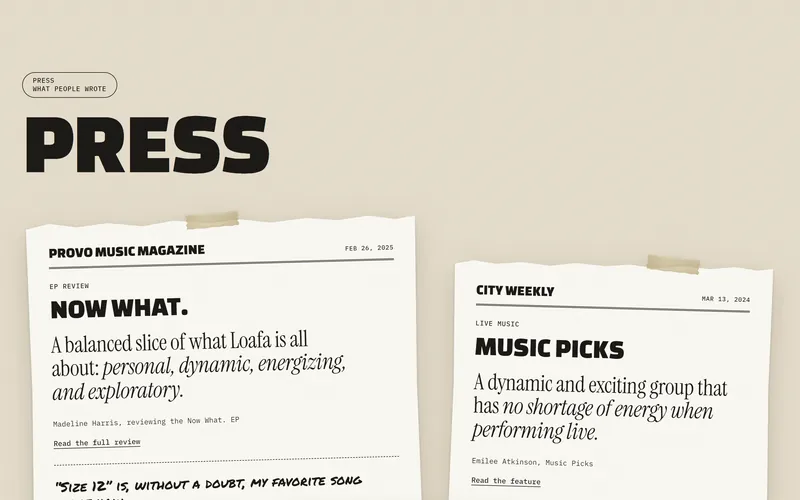 PRESS
WHAT PEOPLE WROTE
PRESS
PROVO MUSIC MAGAZINE
FEB 26, 2025
EP REVIEW
NOW WHAT.
A balanced slice of what Loafa is all
about: personal, dynamic, energizing,
and exploratory.
Madeline Harris, reviewing the Now What. EP
Read the full review
"SIZE 12" IS, WITHOUT A DOUBT, MY FAVORITE SONG
CITY WEEKLY
MAR 13, 2024
LIVE MUSIC
MUSIC PICKS
A dynamic and exciting group that
has no shortage of energy when
performing live.
Emilee Atkinson, Music Picks
Read the feature